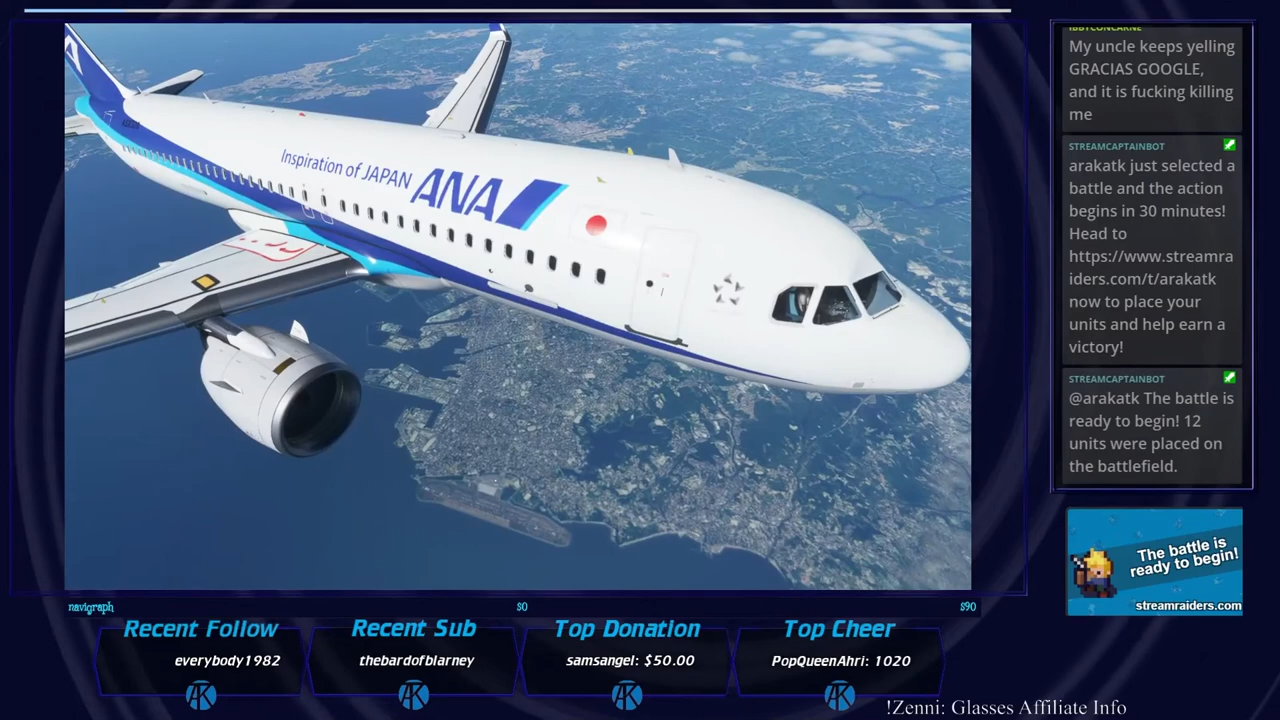 Inspiration of JAPAN ANA
My uncle keeps yelling
GRACIAS GOOGLE,
and it is fucking killing
me
STREAMCAPTAINBOT
arakatk just selected a
battle and the action
begins in 30 minutes!
Head to
https://www.streamra
iders.com/t/arakatk
now to place your
units and help earn a
victory!
STREAMCAPTAINBOT
@arakatk The battle is
ready to begin! 12
units were placed on
the battlefield.
The battle is
ready to begin!
streamraiders.com
navigraph $0 $90
Recent Follow
everybody1982
AK
Recent Sub
thebardofblarney
AK
Top Donation
samsangel: $50.00
AK
Top Cheer
PopQueenAhri: 1020
AK
!Zenni: Glasses Affiliate Info